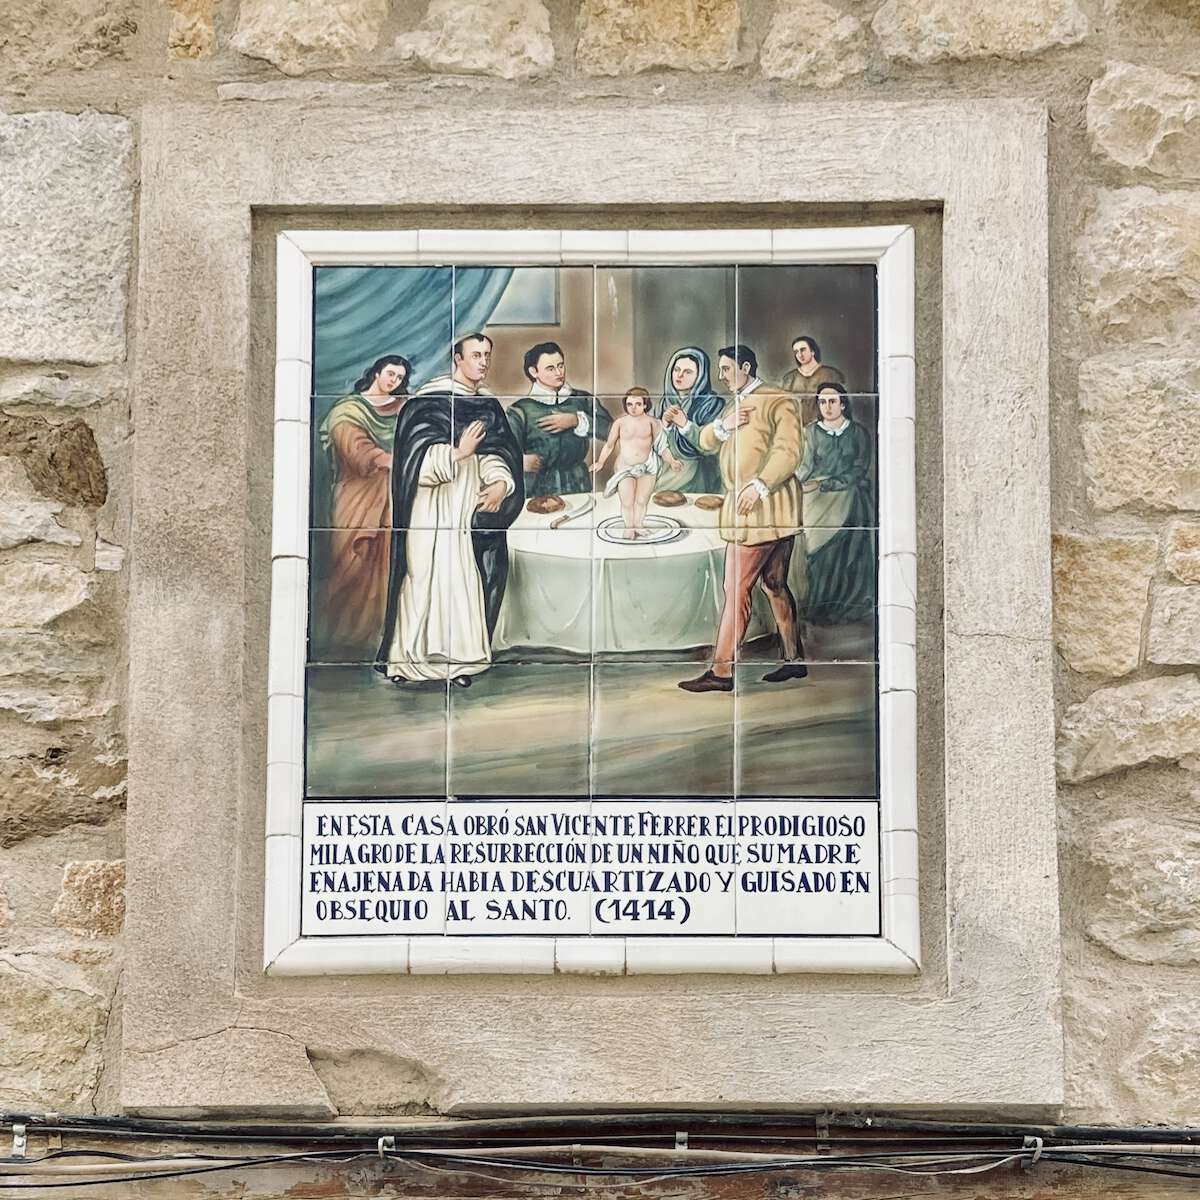 EN ESTA CASA OBRÓ SAN VICENTE FERRER EL PRODIGIOSO
MILAGRO DE LA RESURRECCIÓN DE UN NIÑO QUE SU MADRE
ENAJENADA HABIA DESCUARTIZADO Y GUISADO EN
OBSEQUIO AL SANTO. (1414)